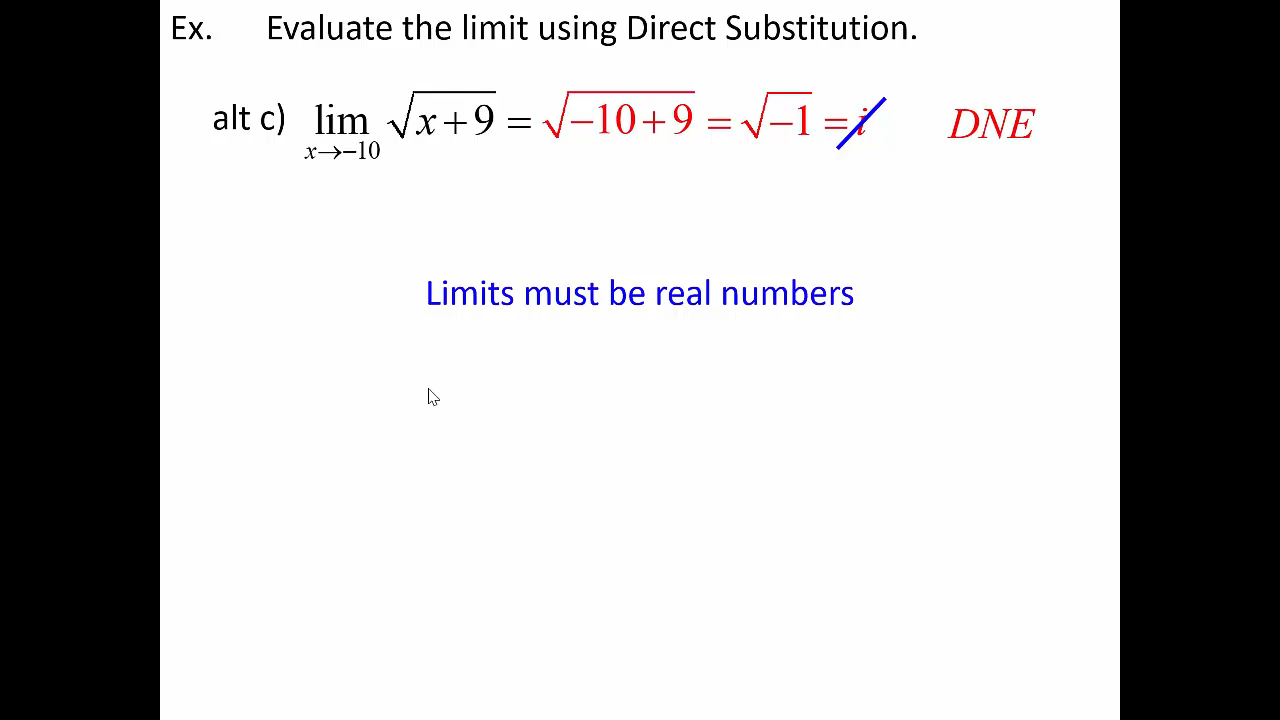 Ex. Evaluate the limit using Direct Substitution.
alt c) lim x→−10 √(x+9) = √(−10+9) = √(−1) = i DNE
Limits must be real numbers